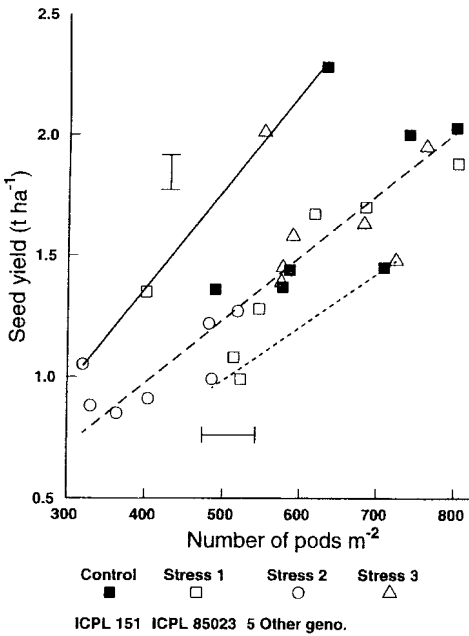 2.5
2.0
1.5
1.0
0.5
Seed yield (t ha⁻¹)
300 400 500 600 700 800
Number of pods m⁻²
Control Stress 1 Stress 2 Stress 3
ICPL 151 ICPL 85023 5 Other geno.